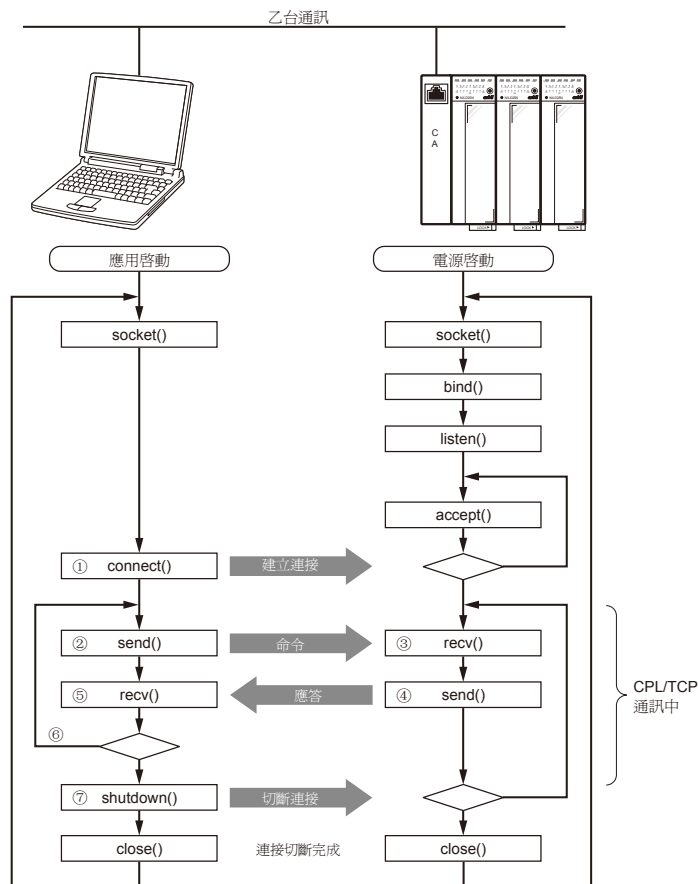 乙台通訊
C
A
應用啓動
電源啓動
socket()
socket()
bind()
listen()
accept()
① connect()
建立連接
② send()
命令
③ recv()
⑤ recv()
應答
④ send()
CPL/TCP
通訊中
⑥
⑦ shutdown()
切斷連接
close()
連接切斷完成
close()